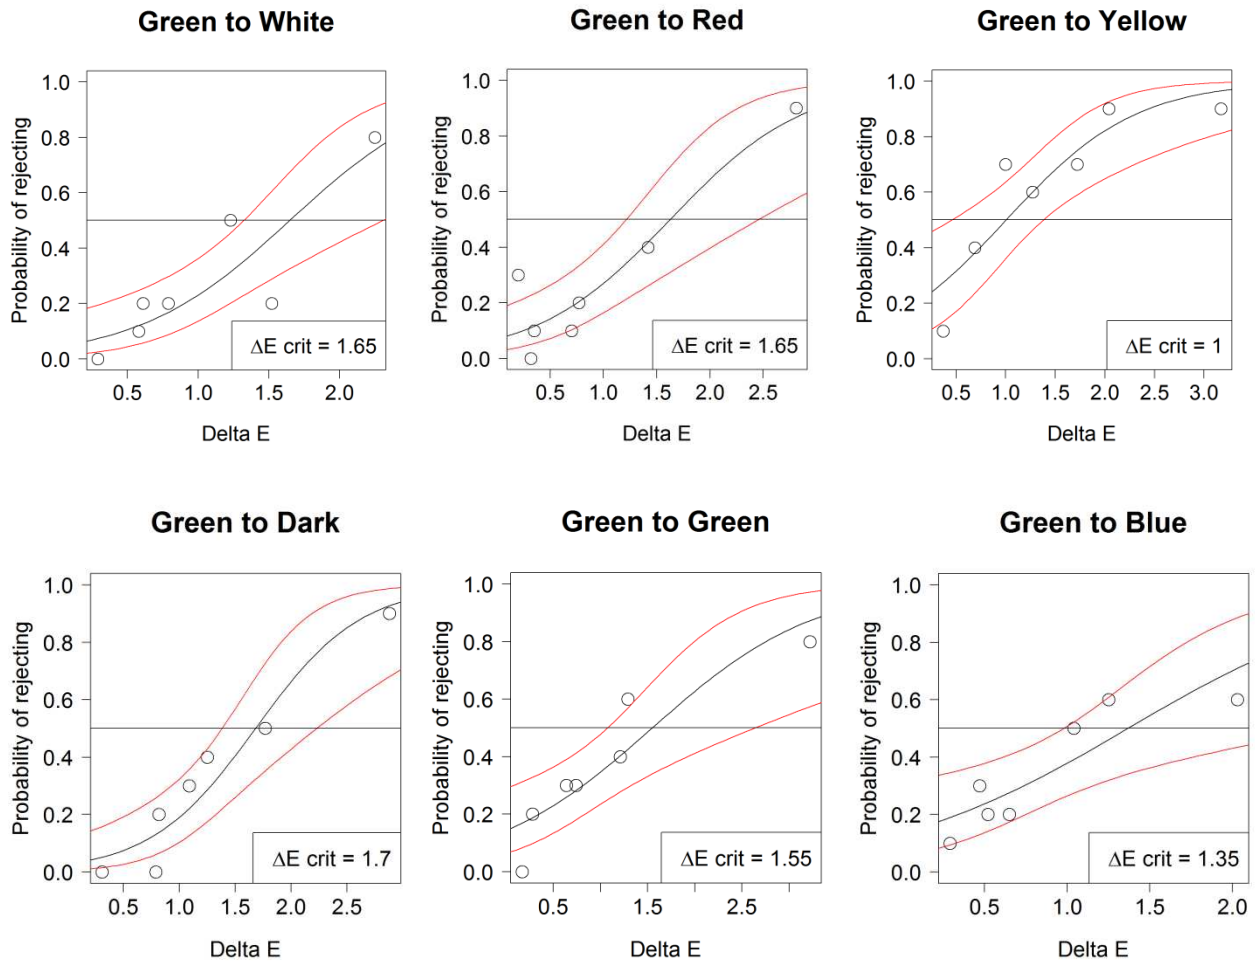 Green to White
Green to Red
Green to Yellow
Probability of rejecting
1.0
0.8
0.6
0.4
0.2
0.0
ΔE crit = 1.65
0.5 1.0 1.5 2.0
Delta E
Probability of rejecting
1.0
0.8
0.6
0.4
0.2
0.0
ΔE crit = 1.65
0.5 1.0 1.5 2.0 2.5
Delta E
Probability of rejecting
1.0
0.8
0.6
0.4
0.2
0.0
ΔE crit = 1
0.5 1.0 1.5 2.0 2.5 3.0
Delta E
Green to Dark
Green to Green
Green to Blue
Probability of rejecting
1.0
0.8
0.6
0.4
0.2
0.0
ΔE crit = 1.7
0.5 1.0 1.5 2.0 2.5
Delta E
Probability of rejecting
1.0
0.8
0.6
0.4
0.2
0.0
ΔE crit = 1.55
0.5 1.5 2.5
Delta E
Probability of rejecting
1.0
0.8
0.6
0.4
0.2
0.0
ΔE crit = 1.35
0.5 1.0 1.5 2.0
Delta E